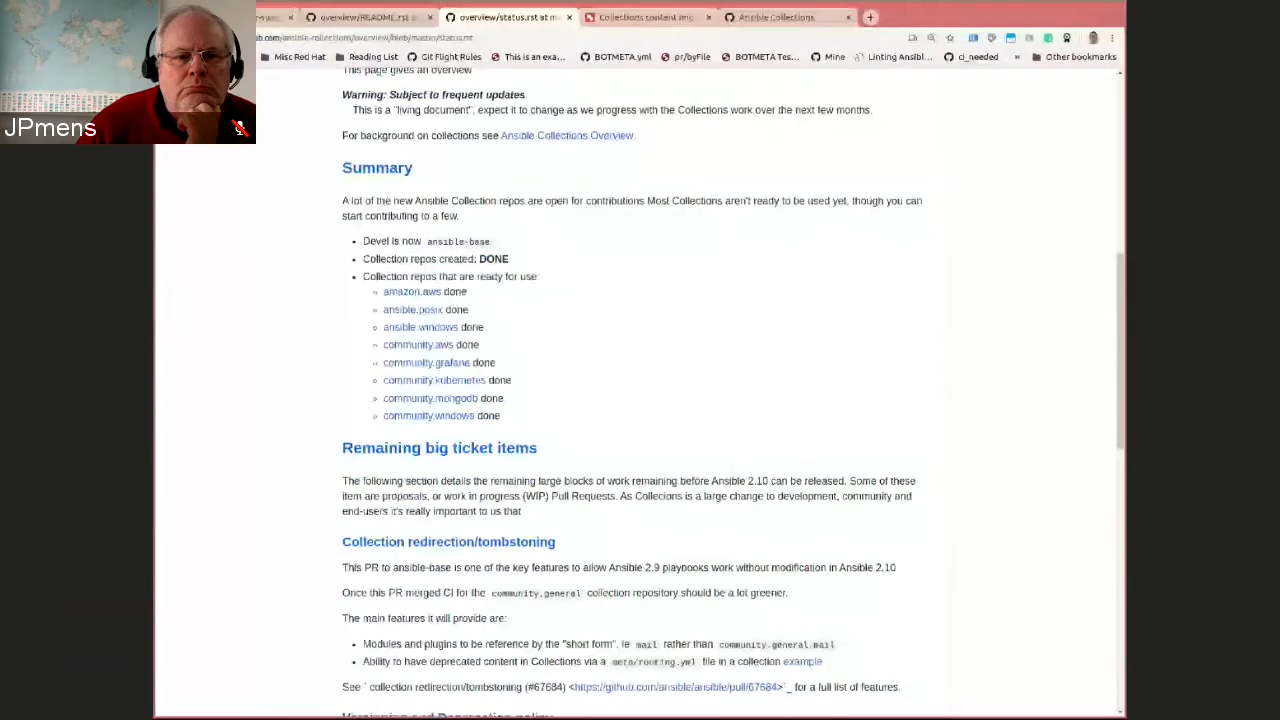 overview/README.rst at
overview/status.rst at m
Collections content mig
Ansible Collections
b.com/ansible-collections/overview/blob/master/status.rst
Misc Red Hat
Reading List
Git Flight Rules
This is an exa...
BOTMETA.yml
pr/byFile
BOTMETA Tes...
Mine
Linting Ansibl...
ci_needed
»
Other bookmarks
JPmens
This page gives an overview
Warning: Subject to frequent updates
This is a "living document", expect it to change as we progress with the Collections work over the next few months.
For background on collections see Ansible Collections Overview.
Summary
A lot of the new Ansible Collection repos are open for contributions Most Collections aren't ready to be used yet, though you can
start contributing to a few.
• Devel is now ansible-base
• Collection repos created: DONE
• Collection repos that are ready for use
◦ amazon.aws done
◦ ansible.posix done
◦ ansible.windows done
◦ community.aws done
◦ community.grafana done
◦ community.kubernetes done
◦ community.mongodb done
◦ community.windows done
Remaining big ticket items
The following section details the remaining large blocks of work remaining before Ansible 2.10 can be released. Some of these
item are proposals, or work in progress (WIP) Pull Requests. As Collecions is a large change to development, community and
end-users it's really important to us that
Collection redirection/tombstoning
This PR to ansible-base is one of the key features to allow Ansible 2.9 playbooks work without modification in Ansible 2.10
Once this PR merged CI for the community.general collection repository should be a lot greener.
The main features it will provide are:
• Modules and plugins to be reference by the "short form", ie mail rather than community.general.mail
• Ability to have deprecated content in Collections via a meta/routing.yml file in a collection example
See ` collection redirection/tombstoning (#67684) <https://github.com/ansible/ansible/pull/67684>`_ for a full list of features.
Versioning and Deprecation policy